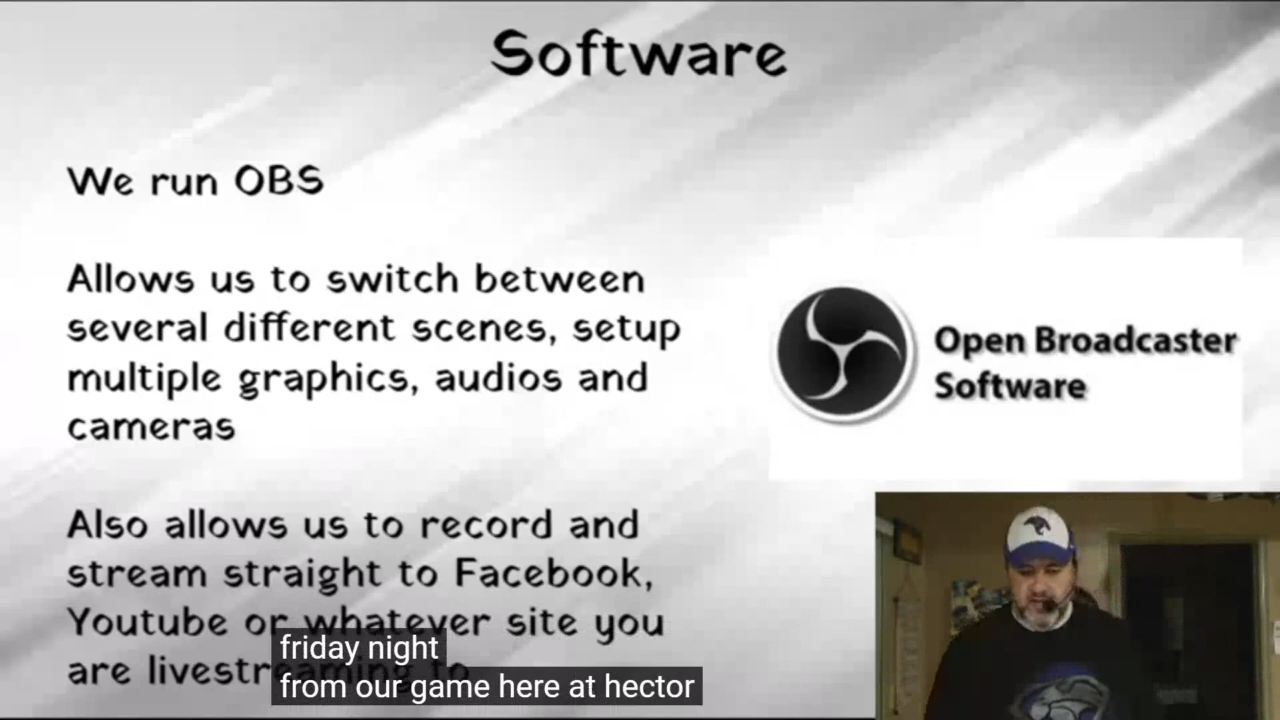 Software
We run OBS
Allows us to switch between
several different scenes, setup
multiple graphics, audios and
cameras
Open Broadcaster
Software
Also allows us to record and
stream straight to Facebook,
Youtube or whatever site you
are livestreaming to
friday night
from our game here at hector